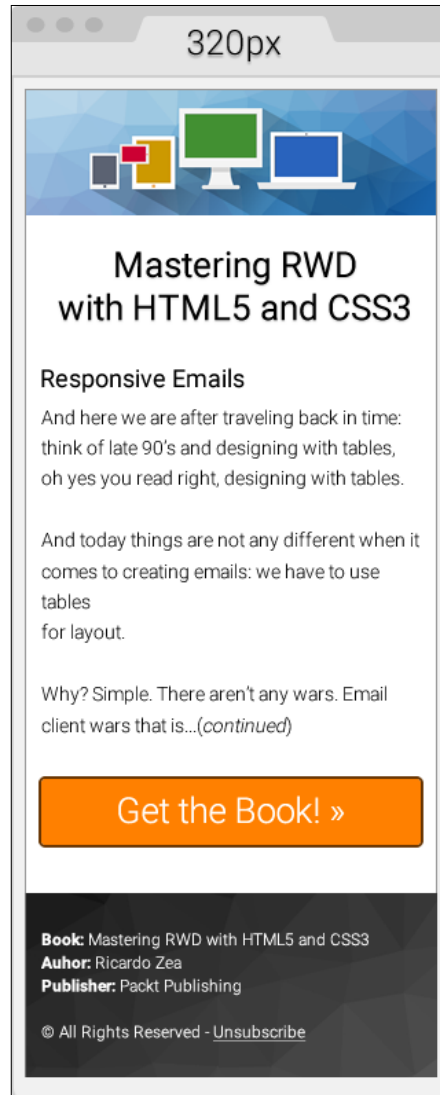 320px
Mastering RWD
with HTML5 and CSS3
Responsive Emails
And here we are after traveling back in time:
think of late 90's and designing with tables,
oh yes you read right, designing with tables.
And today things are not any different when it
comes to creating emails: we have to use
tables
for layout.
Why? Simple. There aren't any wars. Email
client wars that is...(continued)
Get the Book! »
Book: Mastering RWD with HTML5 and CSS3
Auhor: Ricardo Zea
Publisher: Packt Publishing
© All Rights Reserved - Unsubscribe